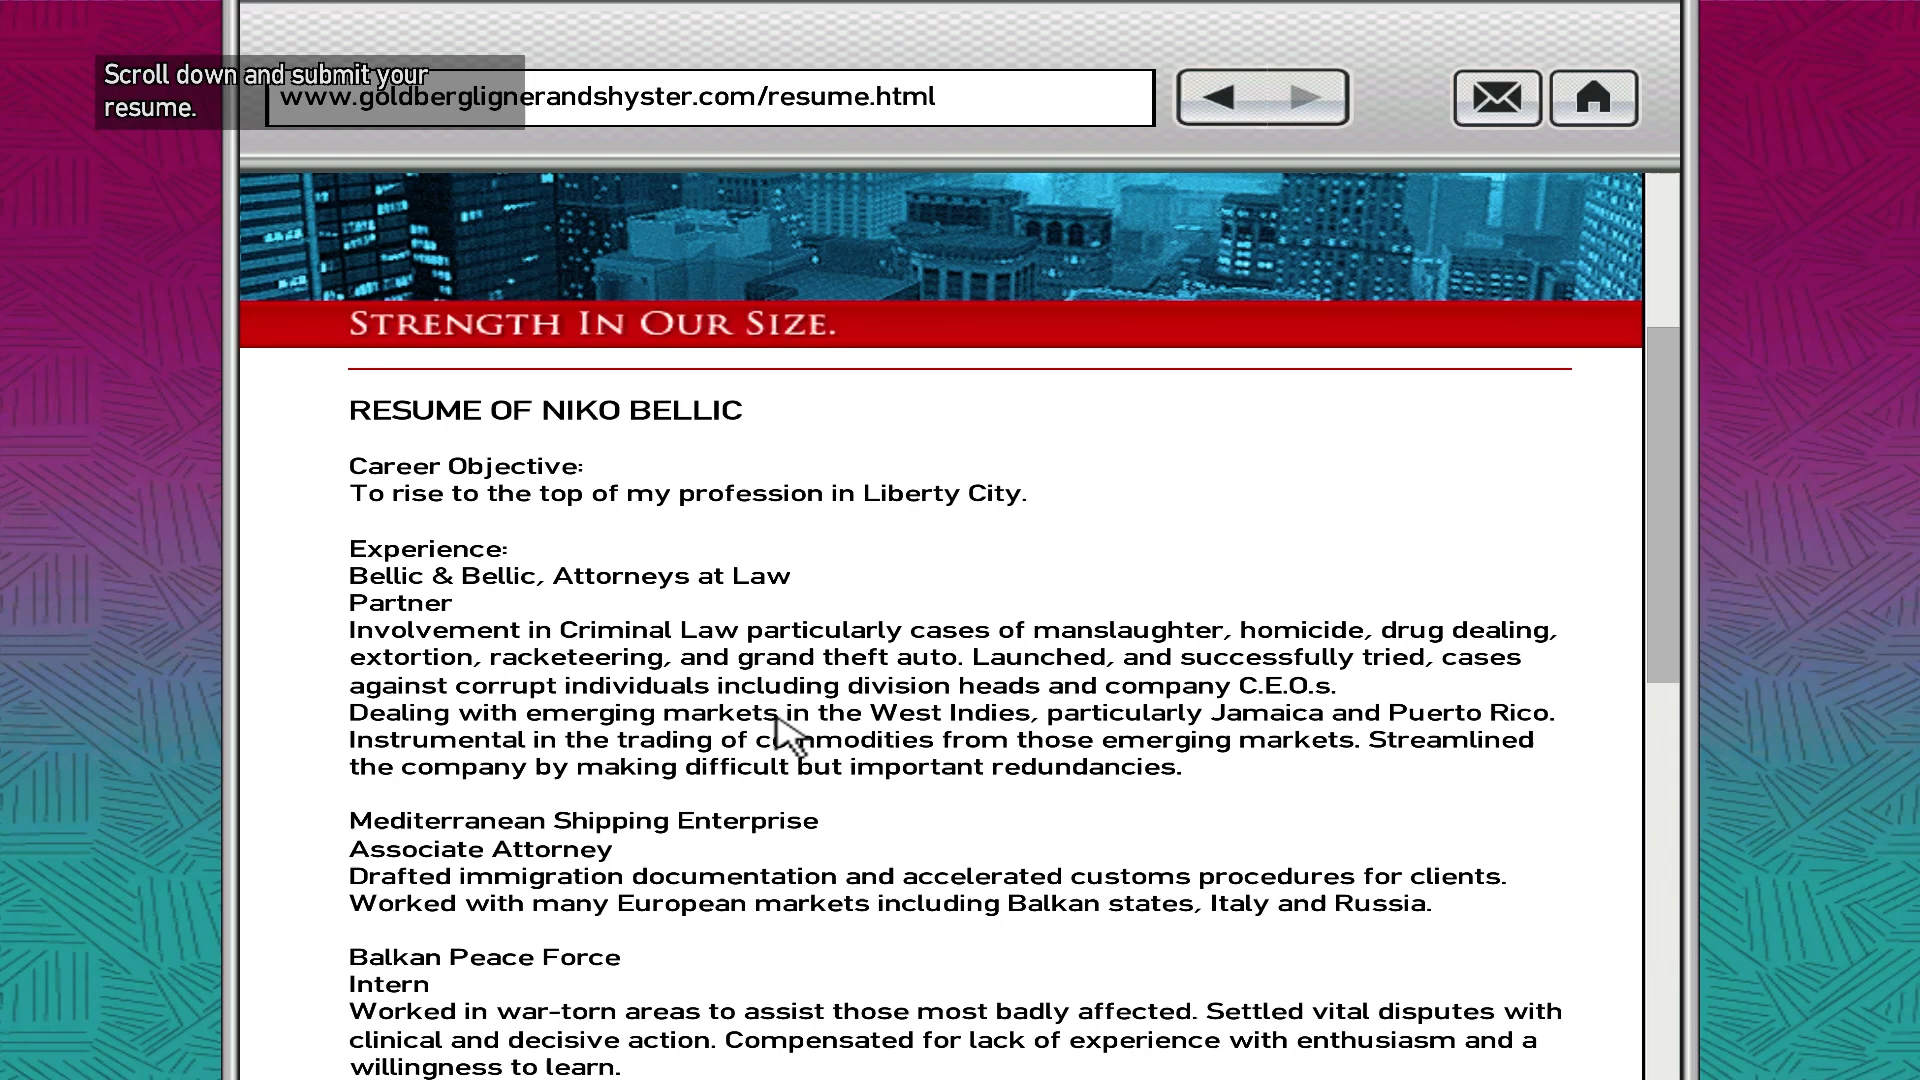 Scroll down and submit your
resume.
www.goldberglignerandshyster.com/resume.html
STRENGTH IN OUR SIZE.
RESUME OF NIKO BELLIC
Career Objective:
To rise to the top of my profession in Liberty City.
Experience:
Bellic & Bellic, Attorneys at Law
Partner
Involvement in Criminal Law particularly cases of manslaughter, homicide, drug dealing,
extortion, racketeering, and grand theft auto. Launched, and successfully tried, cases
against corrupt individuals including division heads and company C.E.O.s.
Dealing with emerging markets in the West Indies, particularly Jamaica and Puerto Rico.
Instrumental in the trading of commodities from those emerging markets. Streamlined
the company by making difficult but important redundancies.
Mediterranean Shipping Enterprise
Associate Attorney
Drafted immigration documentation and accelerated customs procedures for clients.
Worked with many European markets including Balkan states, Italy and Russia.
Balkan Peace Force
Intern
Worked in war-torn areas to assist those most badly affected. Settled vital disputes with
clinical and decisive action. Compensated for lack of experience with enthusiasm and a
willingness to learn.